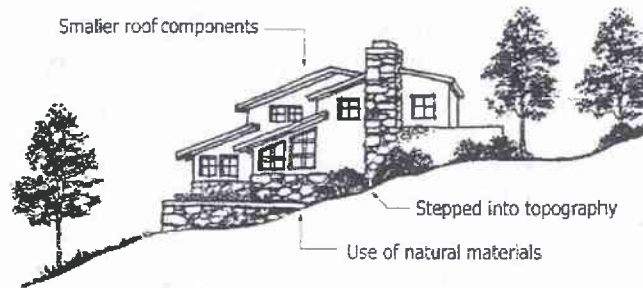 Smaller roof components
Stepped into topography
Use of natural materials